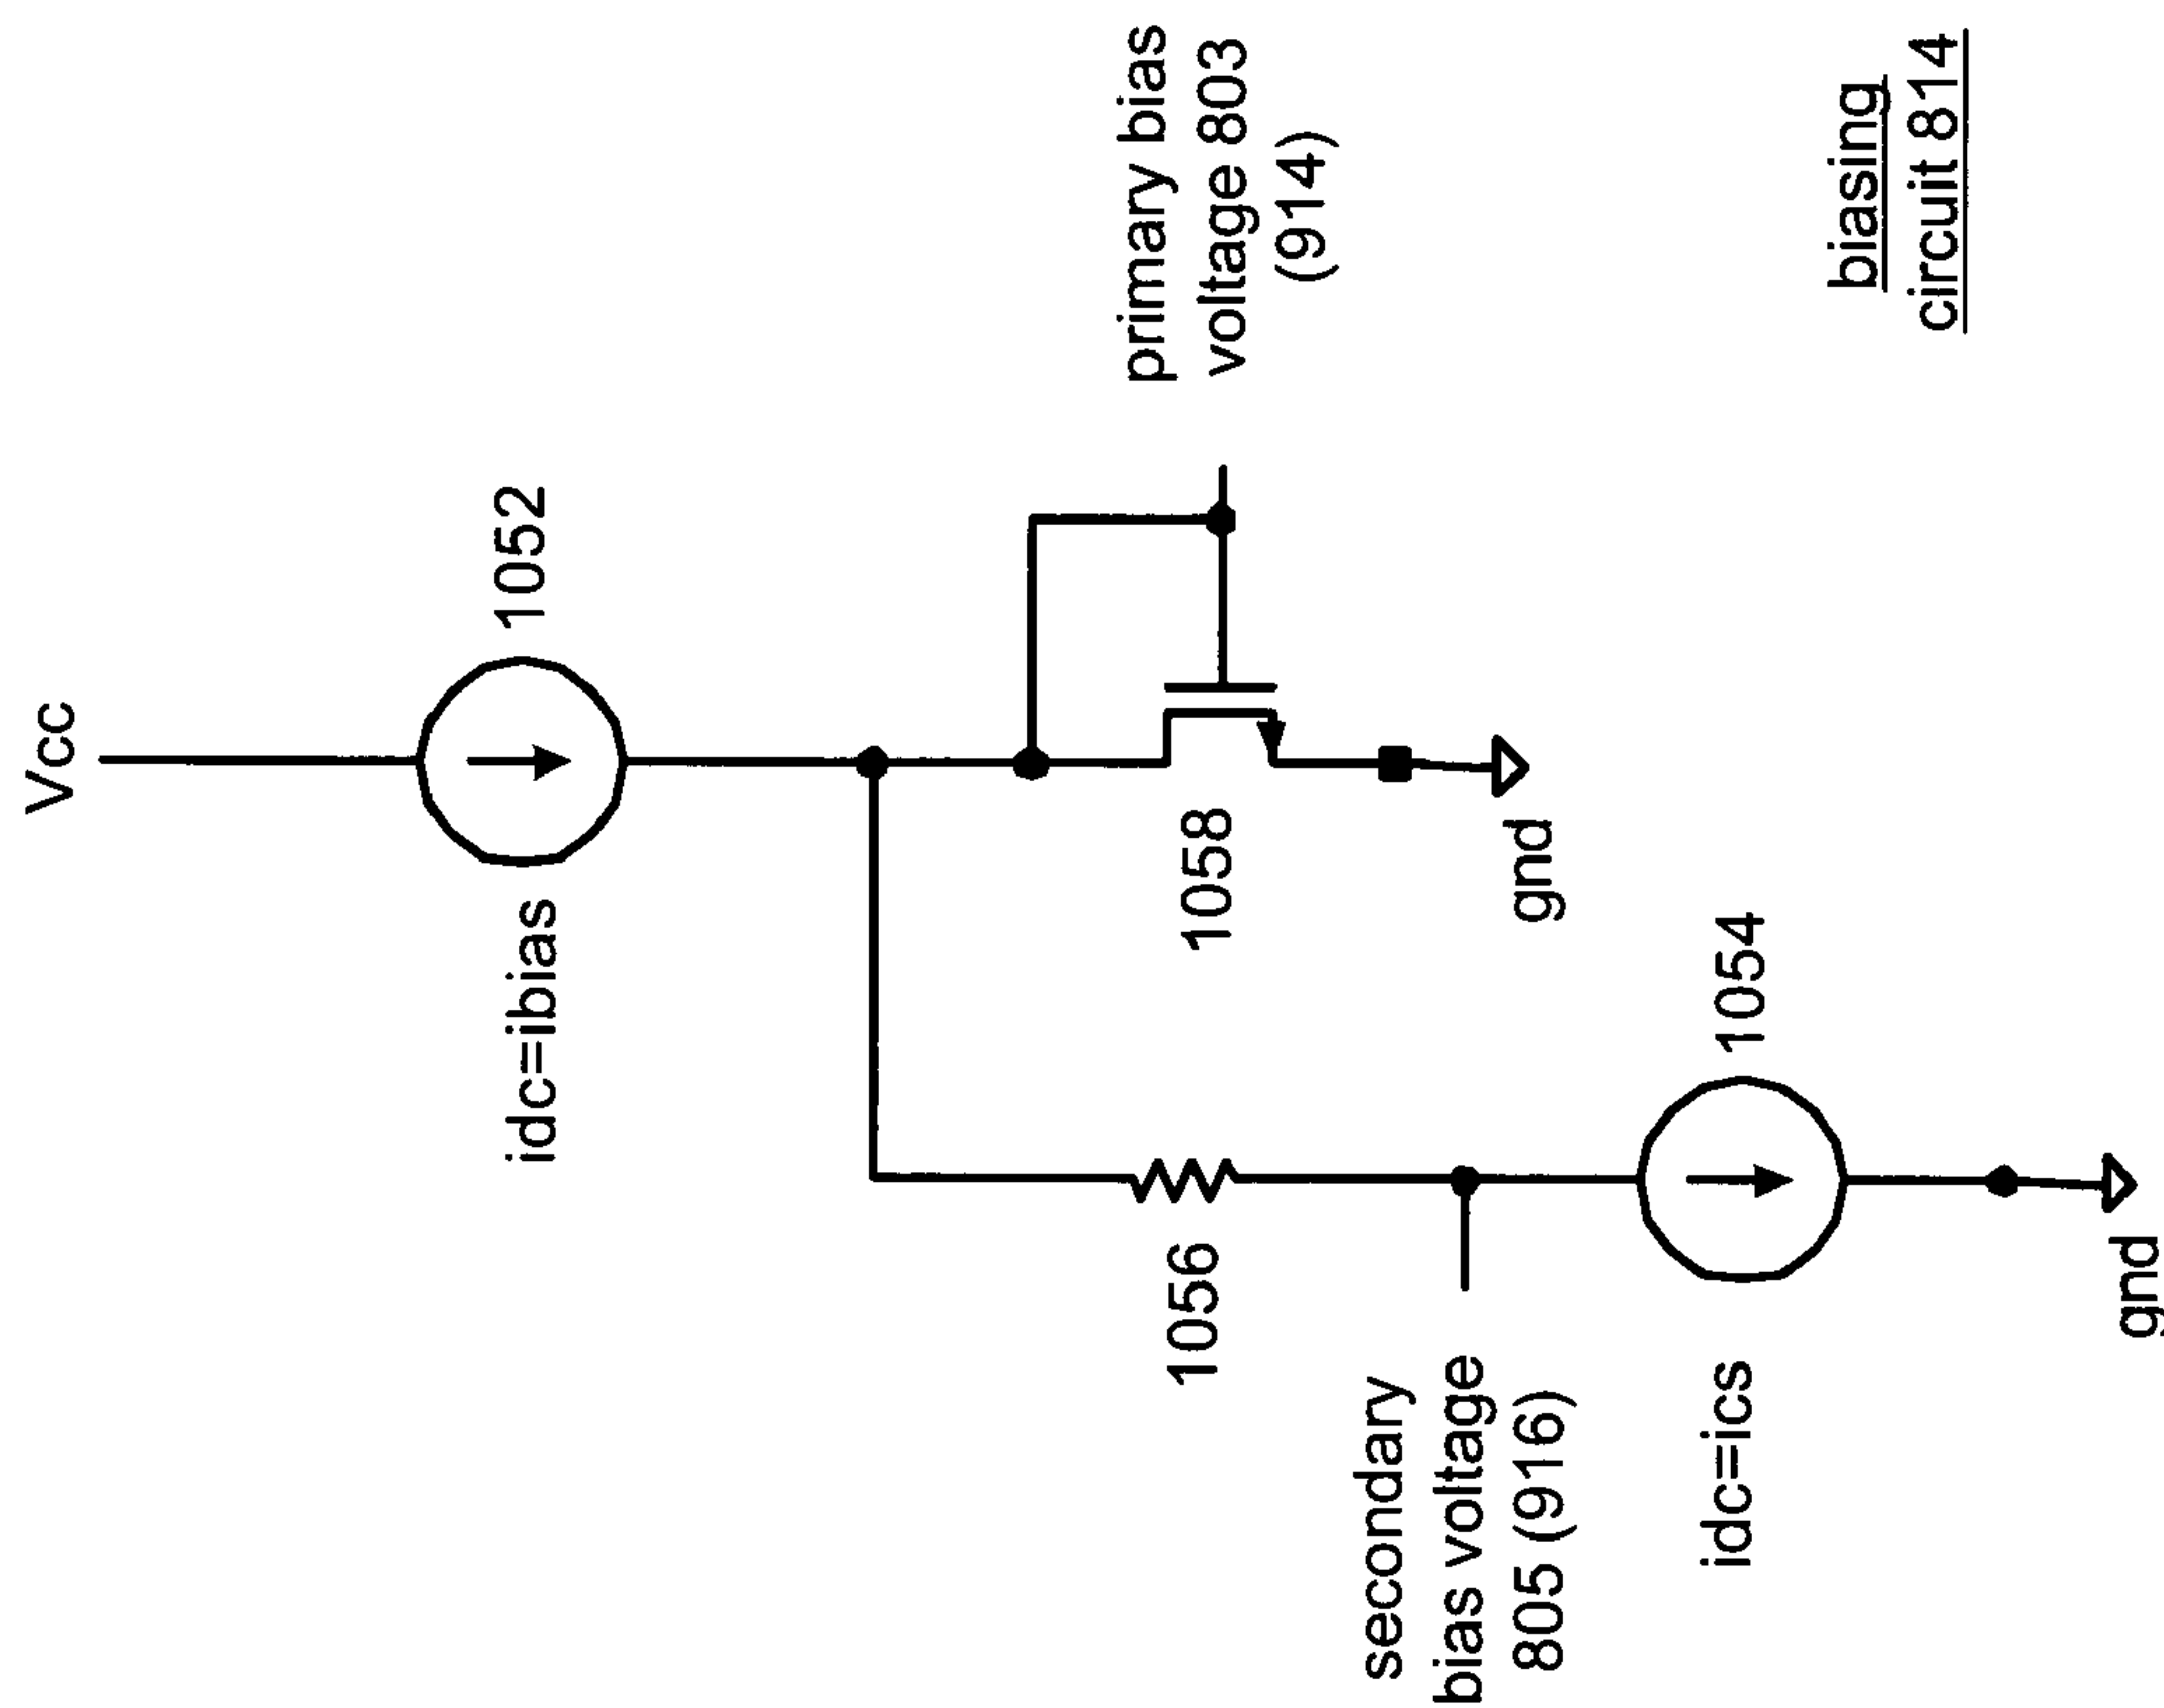 Vcc
idc=ibias
1052
primary bias
voltage 803
(914)
1058
gnd
1056
secondary
bias voltage
805 (916)
1054
idc=ics
gnd
biasing
circuit 814